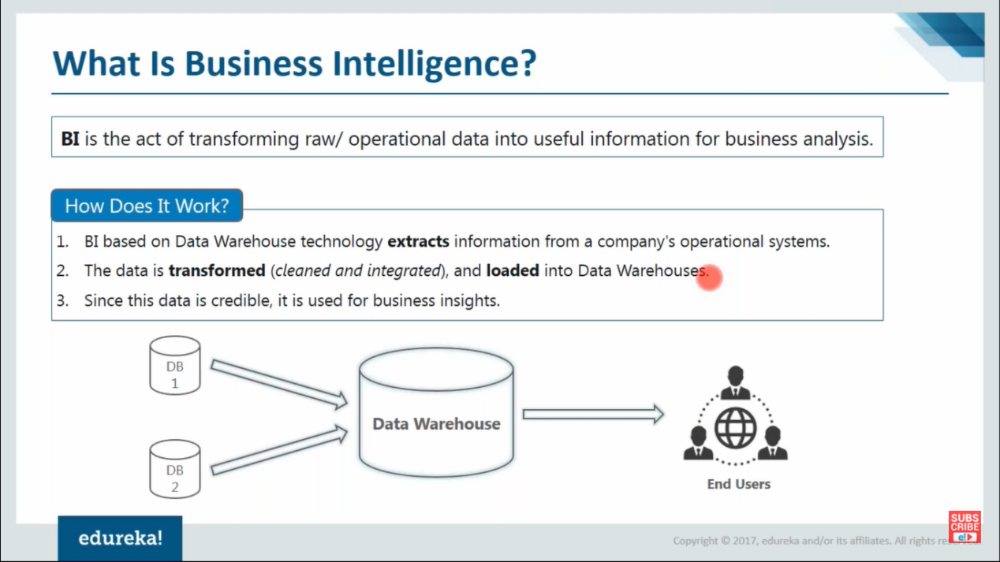 What Is Business Intelligence?
BI is the act of transforming raw/ operational data into useful information for business analysis.
How Does It Work?
1. BI based on Data Warehouse technology extracts information from a company's operational systems.
2. The data is transformed (cleaned and integrated), and loaded into Data Warehouses.
3. Since this data is credible, it is used for business insights.
DB
1
Data Warehouse
DB
2
End Users
edureka!
Copyright © 2017, edureka and/or its affiliates. All rights
SUBS
CRIBE
e!